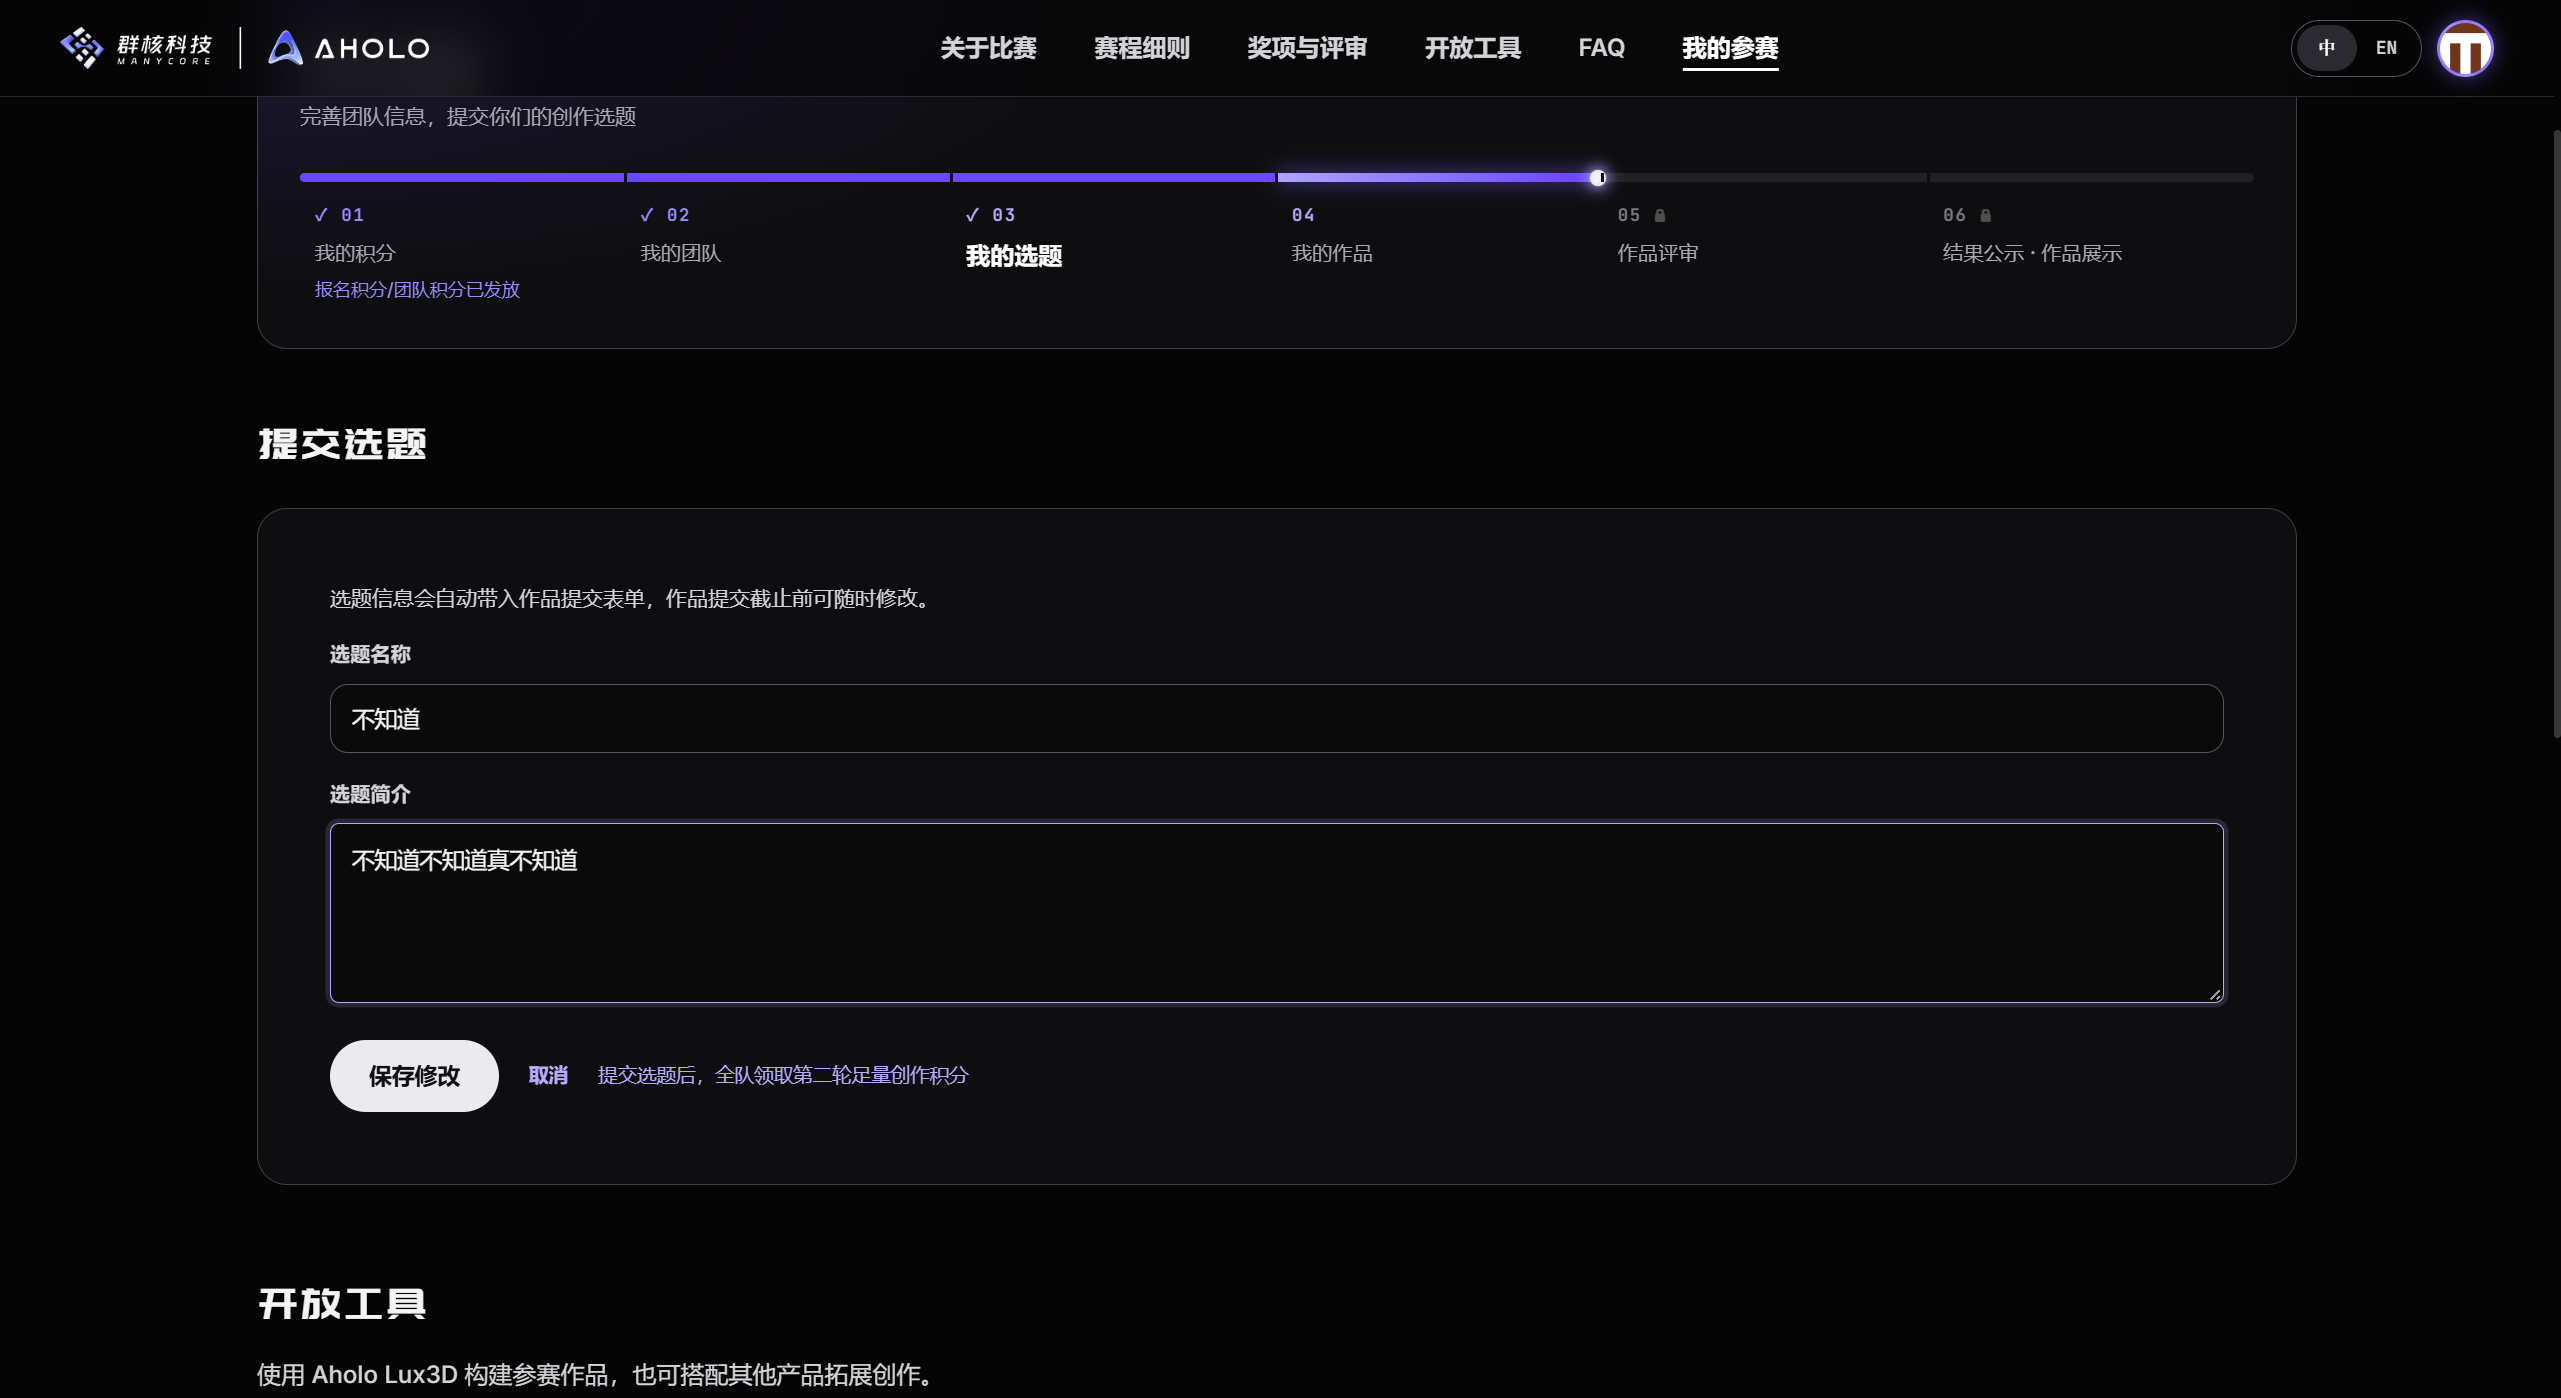 群核科技
MANYCORE
AHOLO
关于比赛
赛程细则
奖项与评审
开放工具
FAQ
我的参赛
中
EN
完善团队信息，提交你们的创作选题
✓ 01
我的积分
报名积分/团队积分已发放
✓ 02
我的团队
✓ 03
我的选题
04
我的作品
05
作品评审
06
结果公示 · 作品展示
提交选题
选题信息会自动带入作品提交表单，作品提交截止前可随时修改。
选题名称
不知道
选题简介
不知道不知道真不知道
保存修改
取消
提交选题后，全队领取第二轮足量创作积分
开放工具
使用 Aholo Lux3D 构建参赛作品，也可搭配其他产品拓展创作。